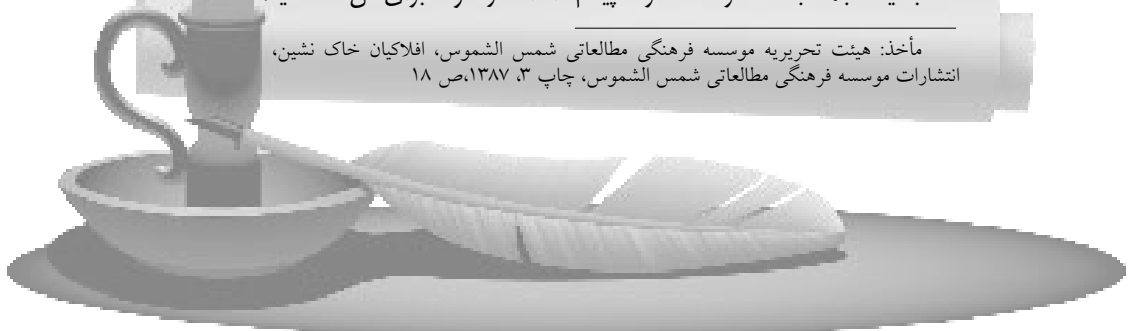 مأخذ: هیئت تحریریه موسسه فرهنگی مطالعاتی شمس الشموس، افلاکیان خاک نشین،
انتشارات موسسه فرهنگی مطالعاتی شمس الشموس، چاپ ۳، ۱۳۸۷،ص ۱۸